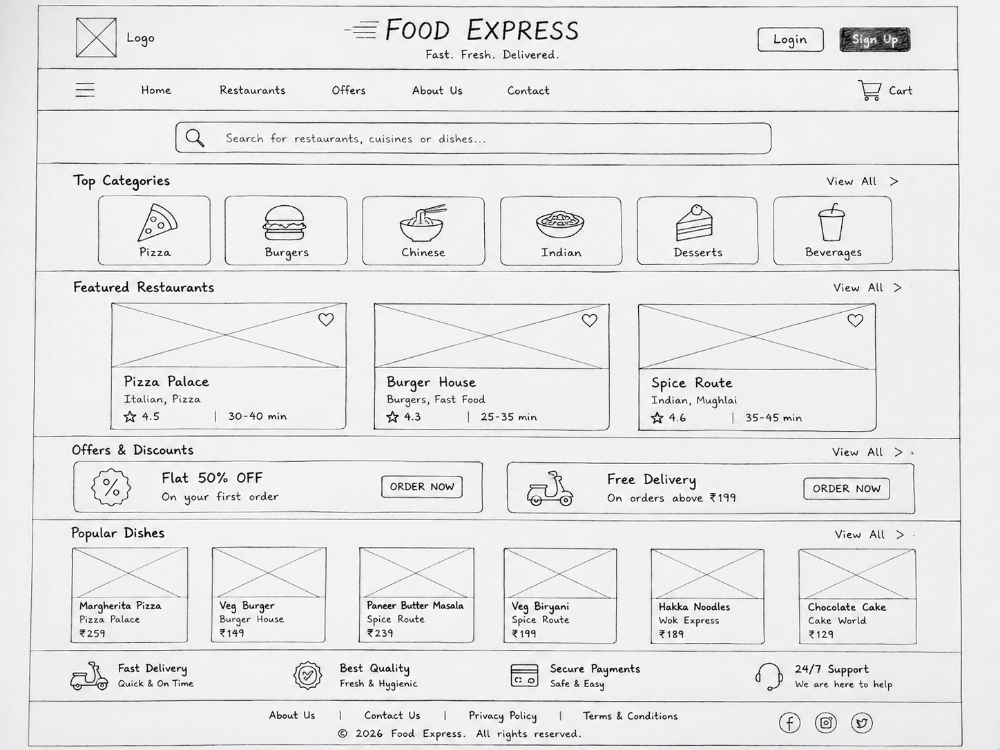 Logo
FOOD EXPRESS
Fast. Fresh. Delivered.
Login
Sign Up
Home Restaurants Offers About Us Contact
Cart
Search for restaurants, cuisines or dishes...
Top Categories
View All >
Pizza
Burgers
Chinese
Indian
Desserts
Beverages
Featured Restaurants
View All >
Pizza Palace
Italian, Pizza
4.5 | 30-40 min
Burger House
Burgers, Fast Food
4.3 | 25-35 min
Spice Route
Indian, Mughlai
4.6 | 35-45 min
Offers & Discounts
View All >
%
Flat 50% OFF
On your first order
ORDER NOW
Free Delivery
On orders above ₹199
ORDER NOW
Popular Dishes
View All >
Margherita Pizza
Pizza Palace
₹259
Veg Burger
Burger House
₹149
Paneer Butter Masala
Spice Route
₹239
Veg Biryani
Spice Route
₹199
Hakka Noodles
Wok Express
₹189
Chocolate Cake
Cake World
₹129
Fast Delivery
Quick & On Time
Best Quality
Fresh & Hygienic
Secure Payments
Safe & Easy
24/7 Support
We are here to help
About Us | Contact Us | Privacy Policy | Terms & Conditions
© 2026 Food Express. All rights reserved.